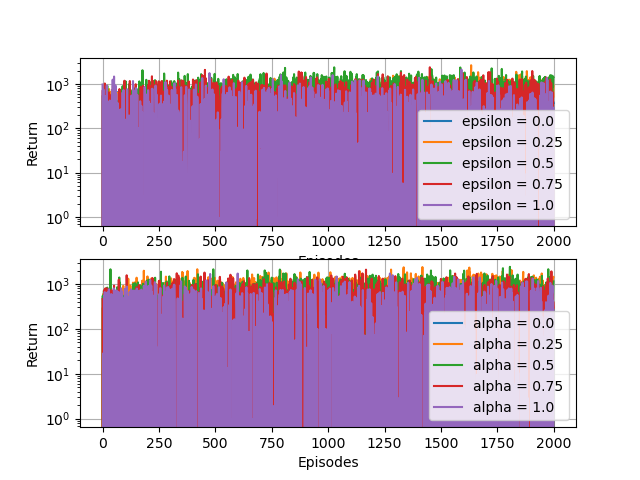 10³
10²
10¹
10⁰
Return
epsilon = 0.0
epsilon = 0.25
epsilon = 0.5
epsilon = 0.75
epsilon = 1.0
0 250 500 750 1000 1250 1500 1750 2000
Episodes
10³
10²
10¹
10⁰
Return
alpha = 0.0
alpha = 0.25
alpha = 0.5
alpha = 0.75
alpha = 1.0
0 250 500 750 1000 1250 1500 1750 2000
Episodes